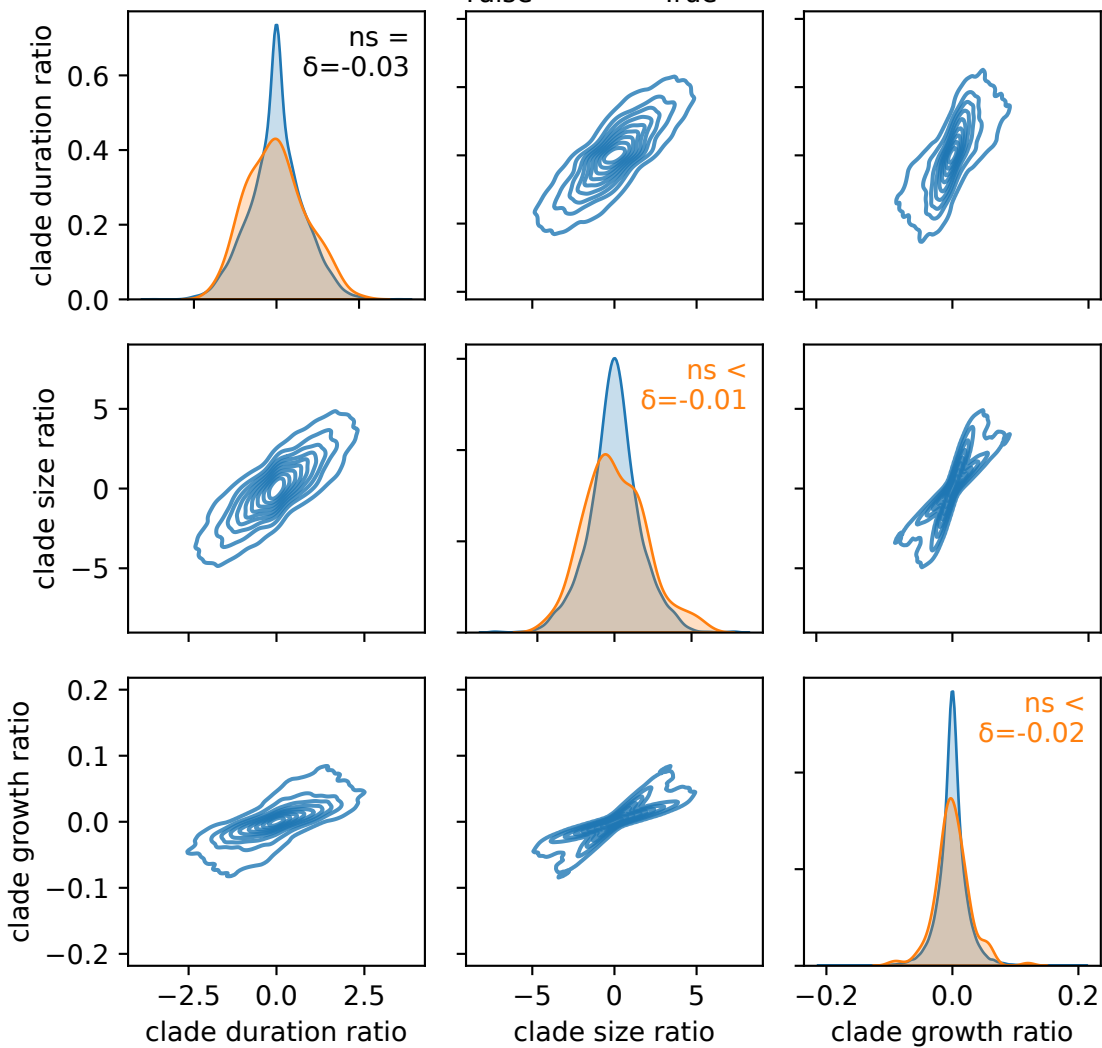 clade duration ratio
0.6
0.4
0.2
0.0
ns =
δ=-0.03
clade size ratio
5
0
−5
ns <
δ=-0.01
clade growth ratio
0.2
0.1
0.0
−0.1
−0.2
ns <
δ=-0.02
−2.5 0.0 2.5
−5 0 5
−0.2 0.0 0.2
clade duration ratio
clade size ratio
clade growth ratio